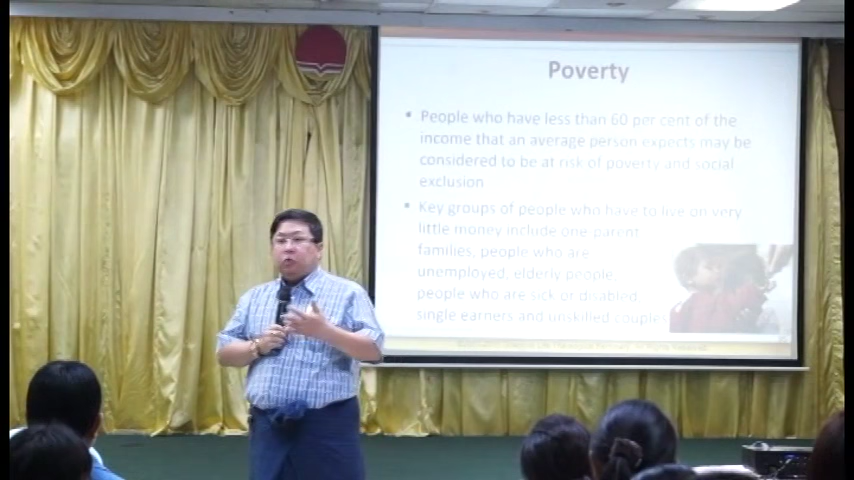 Poverty
• People who have less than 60 per cent of the
income that an average person expects may be
considered to be at risk of poverty and social
exclusion
• Key groups of people who have to live on very
little money include one parent
families, people who are
unemployed, elderly people,
people who are sick or disabled,
single earners and unskilled couples